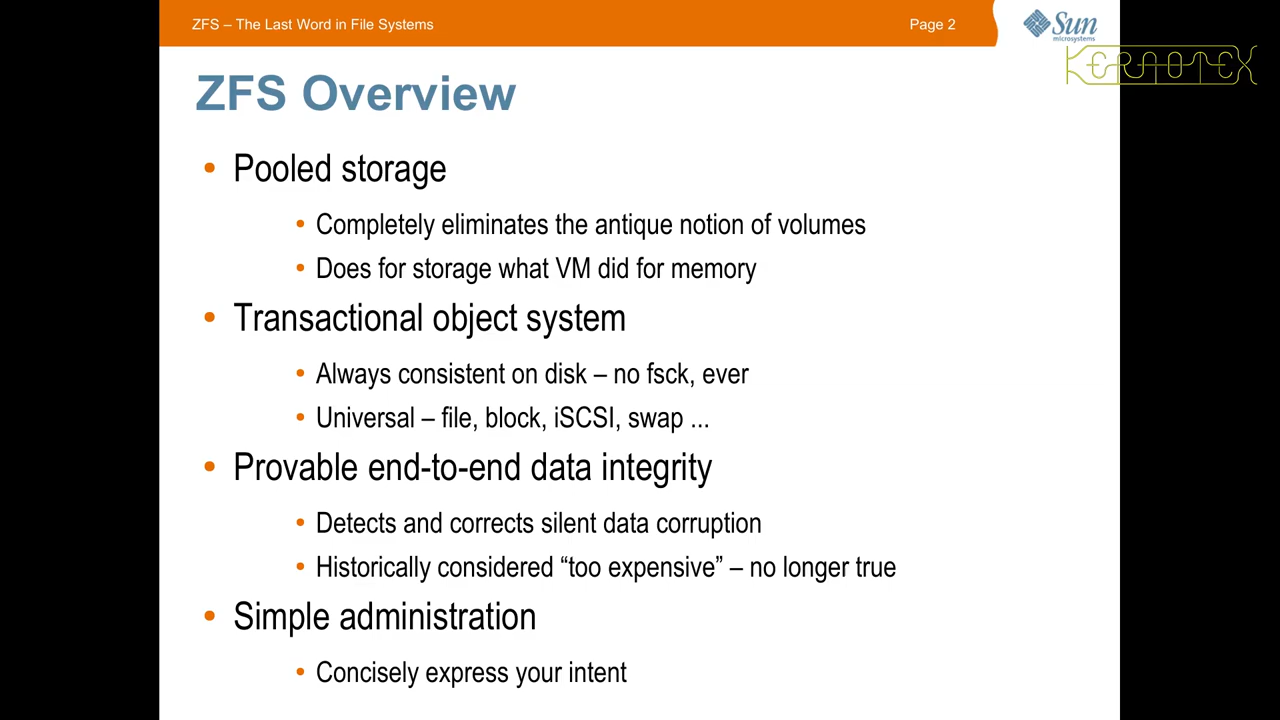 ZFS – The Last Word in File Systems
Page 2
Sun
microsystems
KERNOTEX
ZFS Overview
• Pooled storage
• Completely eliminates the antique notion of volumes
• Does for storage what VM did for memory
• Transactional object system
• Always consistent on disk – no fsck, ever
• Universal – file, block, iSCSI, swap ...
• Provable end-to-end data integrity
• Detects and corrects silent data corruption
• Historically considered “too expensive” – no longer true
• Simple administration
• Concisely express your intent